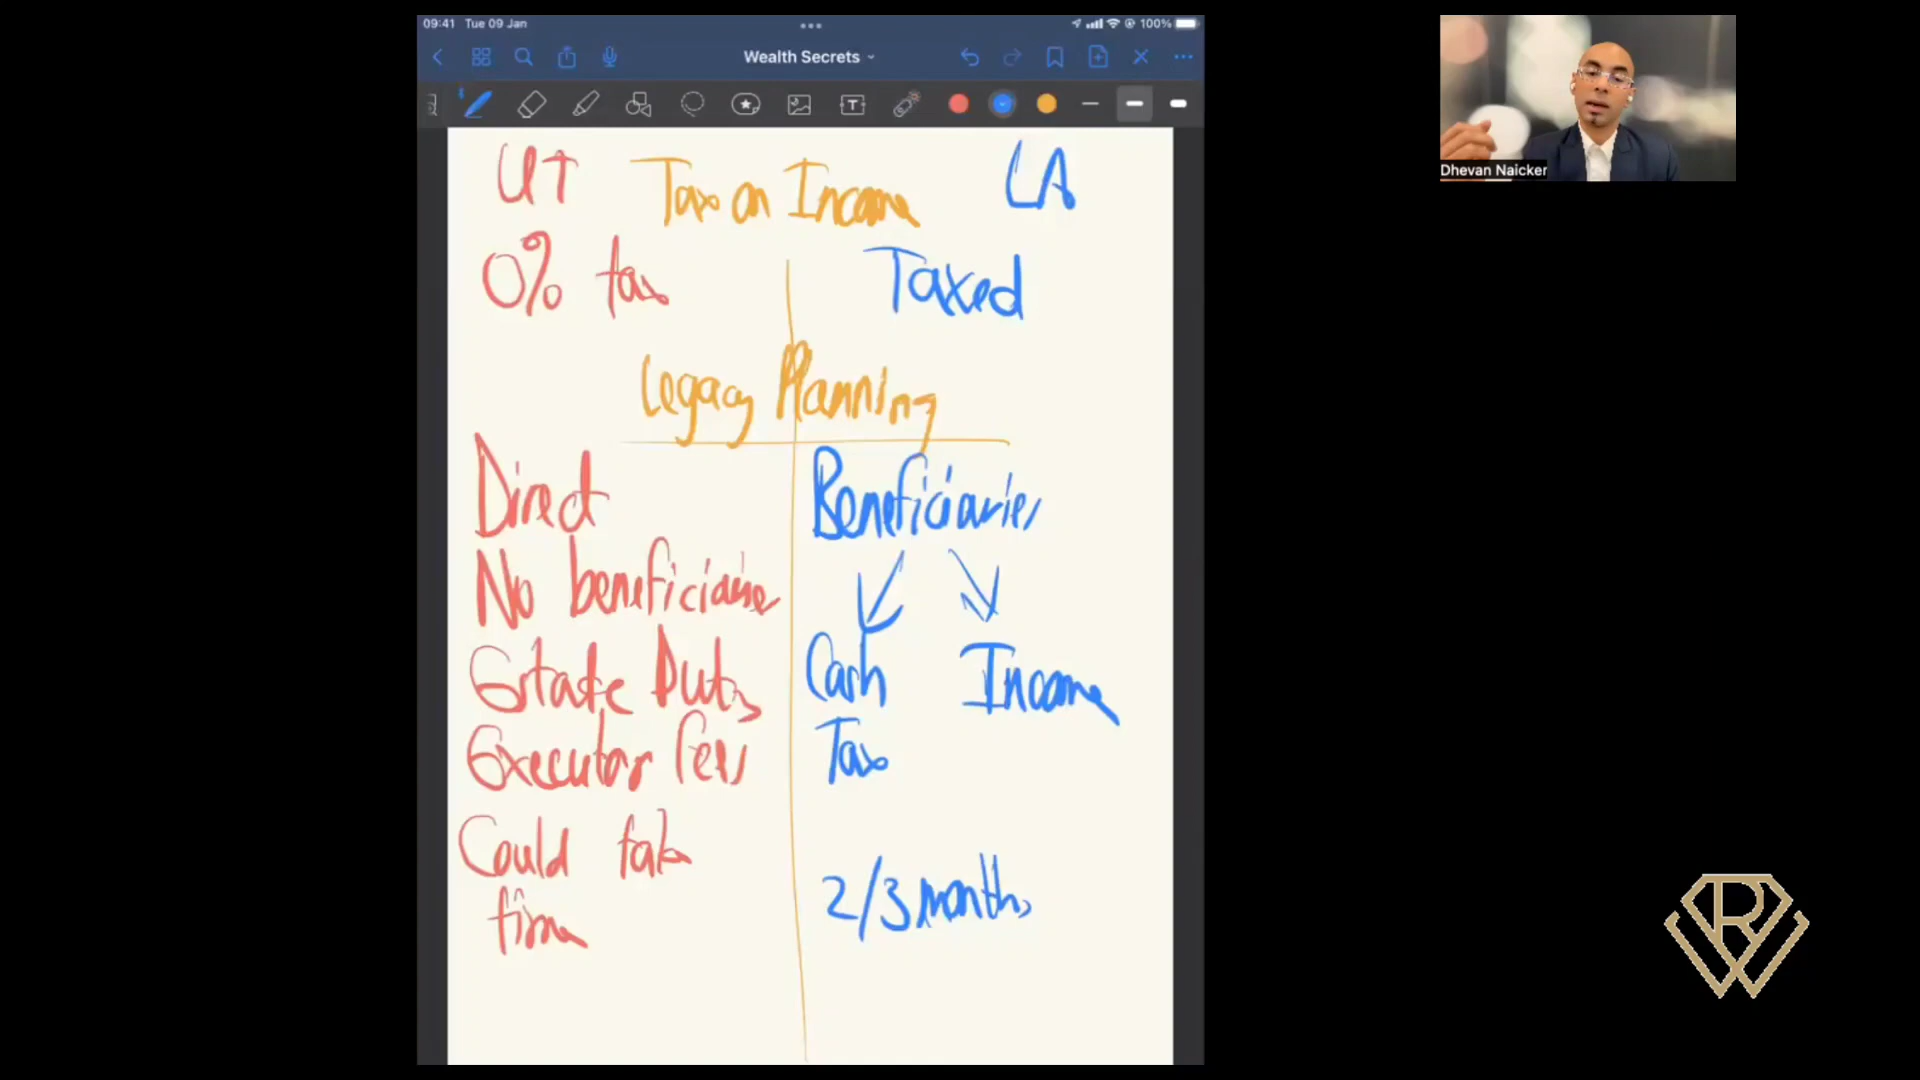 09:41 Tue 09 Jan
100%
Wealth Secrets
Dhevan Naicker
UT Tax on Income LA
0% tax Taxed
Legacy Planning
Direct Beneficiaries
No beneficiaries
Estate Duty Cash Income
Executor Fees Tax
Could take
time 2/3 months
RW